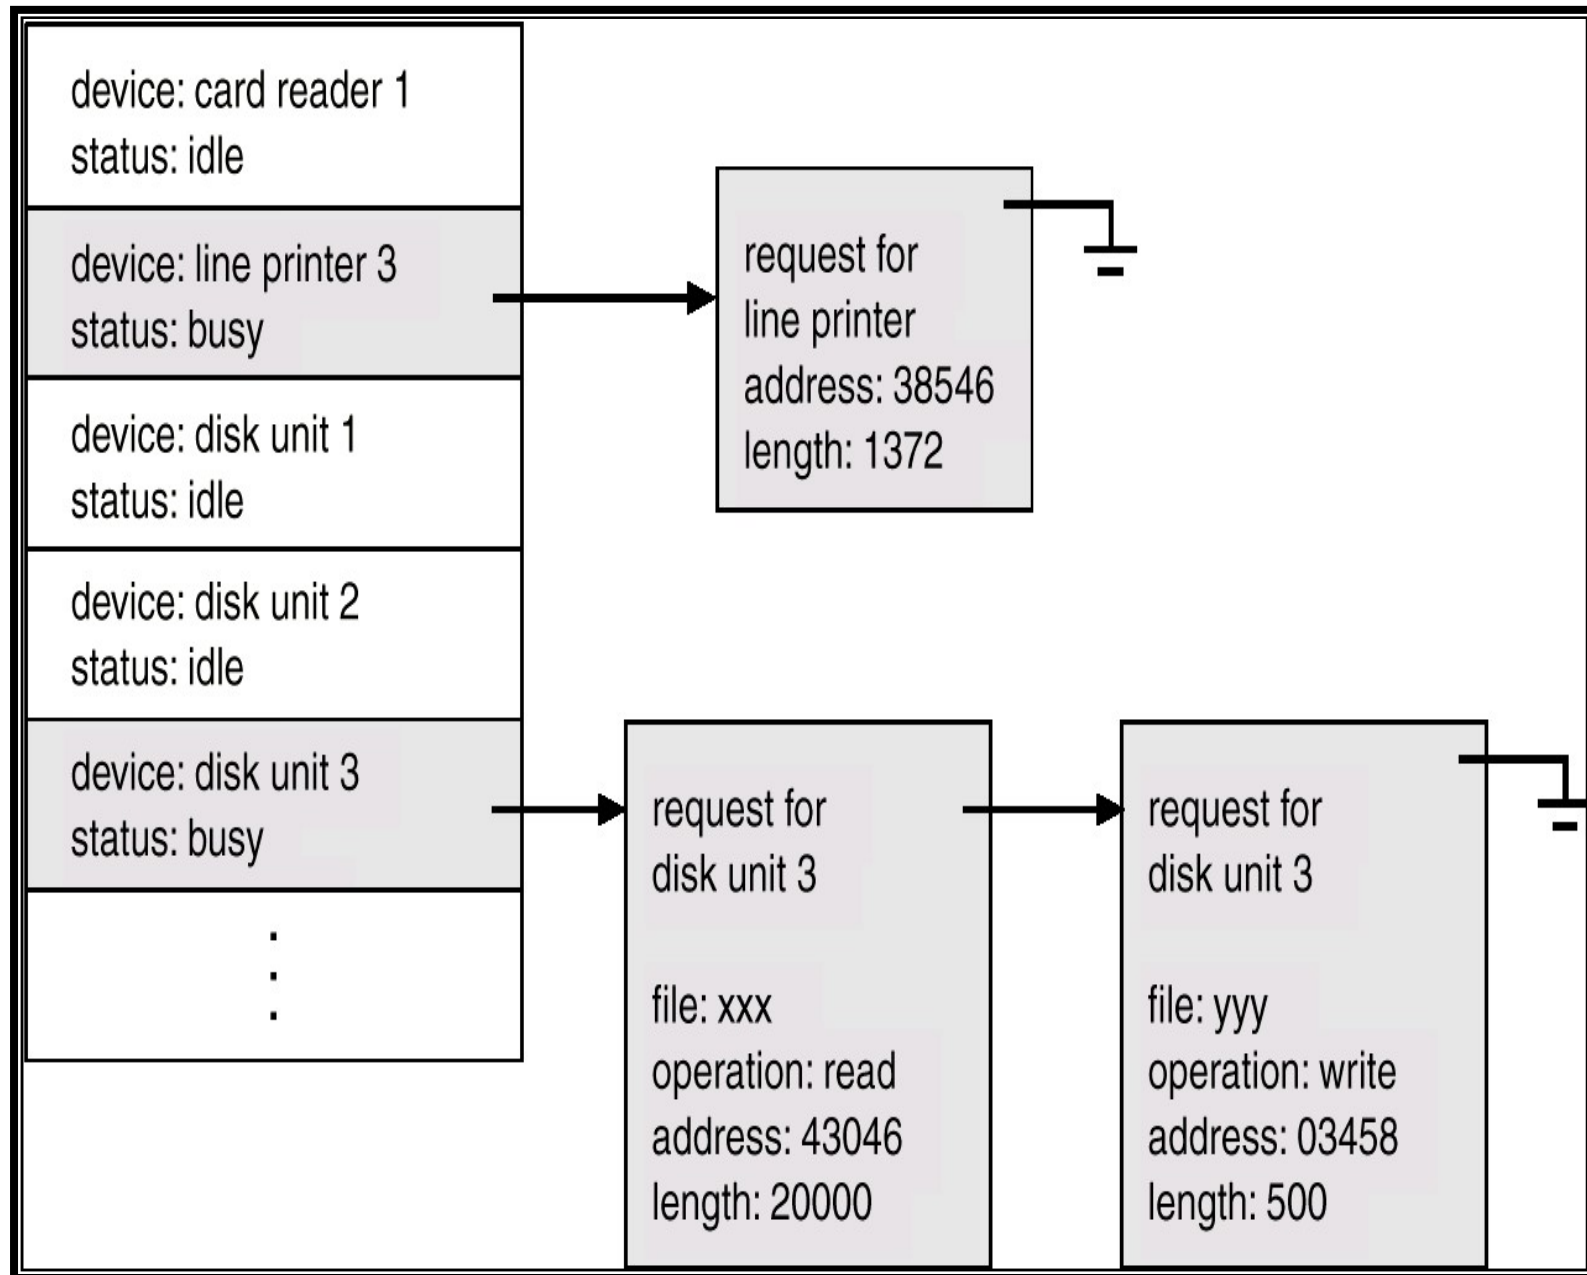 device: card reader 1
status: idle
device: line printer 3
status: busy
device: disk unit 1
status: idle
device: disk unit 2
status: idle
device: disk unit 3
status: busy
request for
line printer
address: 38546
length: 1372
request for
disk unit 3
file: xxx
operation: read
address: 43046
length: 20000
request for
disk unit 3
file: yyy
operation: write
address: 03458
length: 500